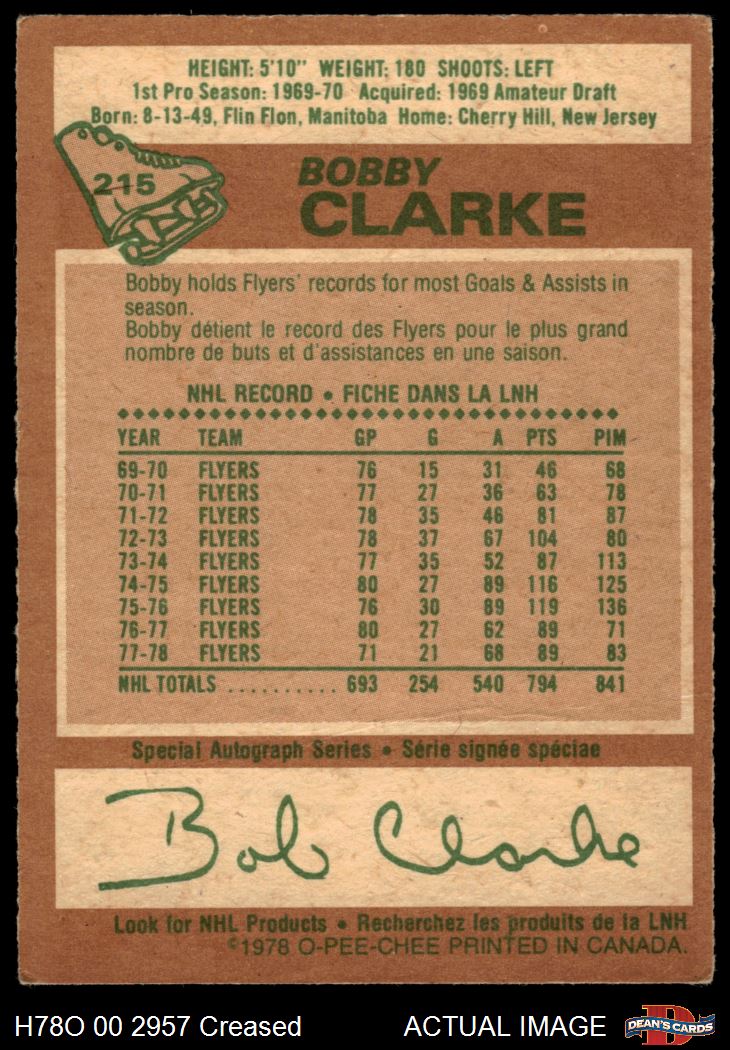 HEIGHT: 5'10" WEIGHT: 180 SHOOTS: LEFT
1st Pro Season: 1969-70 Acquired: 1969 Amateur Draft
Born: 8-13-49, Flin Flon, Manitoba Home: Cherry Hill, New Jersey
215
BOBBY
CLARKE
Bobby holds Flyers' records for most Goals & Assists in
season.
Bobby détient le record des Flyers pour le plus grand
nombre de buts et d'assistances en une saison.
NHL RECORD • FICHE DANS LA LNH
YEAR TEAM GP G A PTS PIM
69-70 FLYERS 76 15 31 46 68
70-71 FLYERS 77 27 36 63 78
71-72 FLYERS 78 35 46 81 87
72-73 FLYERS 78 37 67 104 80
73-74 FLYERS 77 35 52 87 113
74-75 FLYERS 80 27 89 116 125
75-76 FLYERS 76 30 89 119 136
76-77 FLYERS 80 27 62 89 71
77-78 FLYERS 71 21 68 89 83
NHL TOTALS .......... 693 254 540 794 841
Special Autograph Series • Série signée spéciae
Bob Clarke
Look for NHL Products • Recherchez les produits de la LNH
©1978 O-PEE-CHEE PRINTED IN CANADA.
H78O 00 2957 Creased ACTUAL IMAGE
D
DEAN'S CARDS